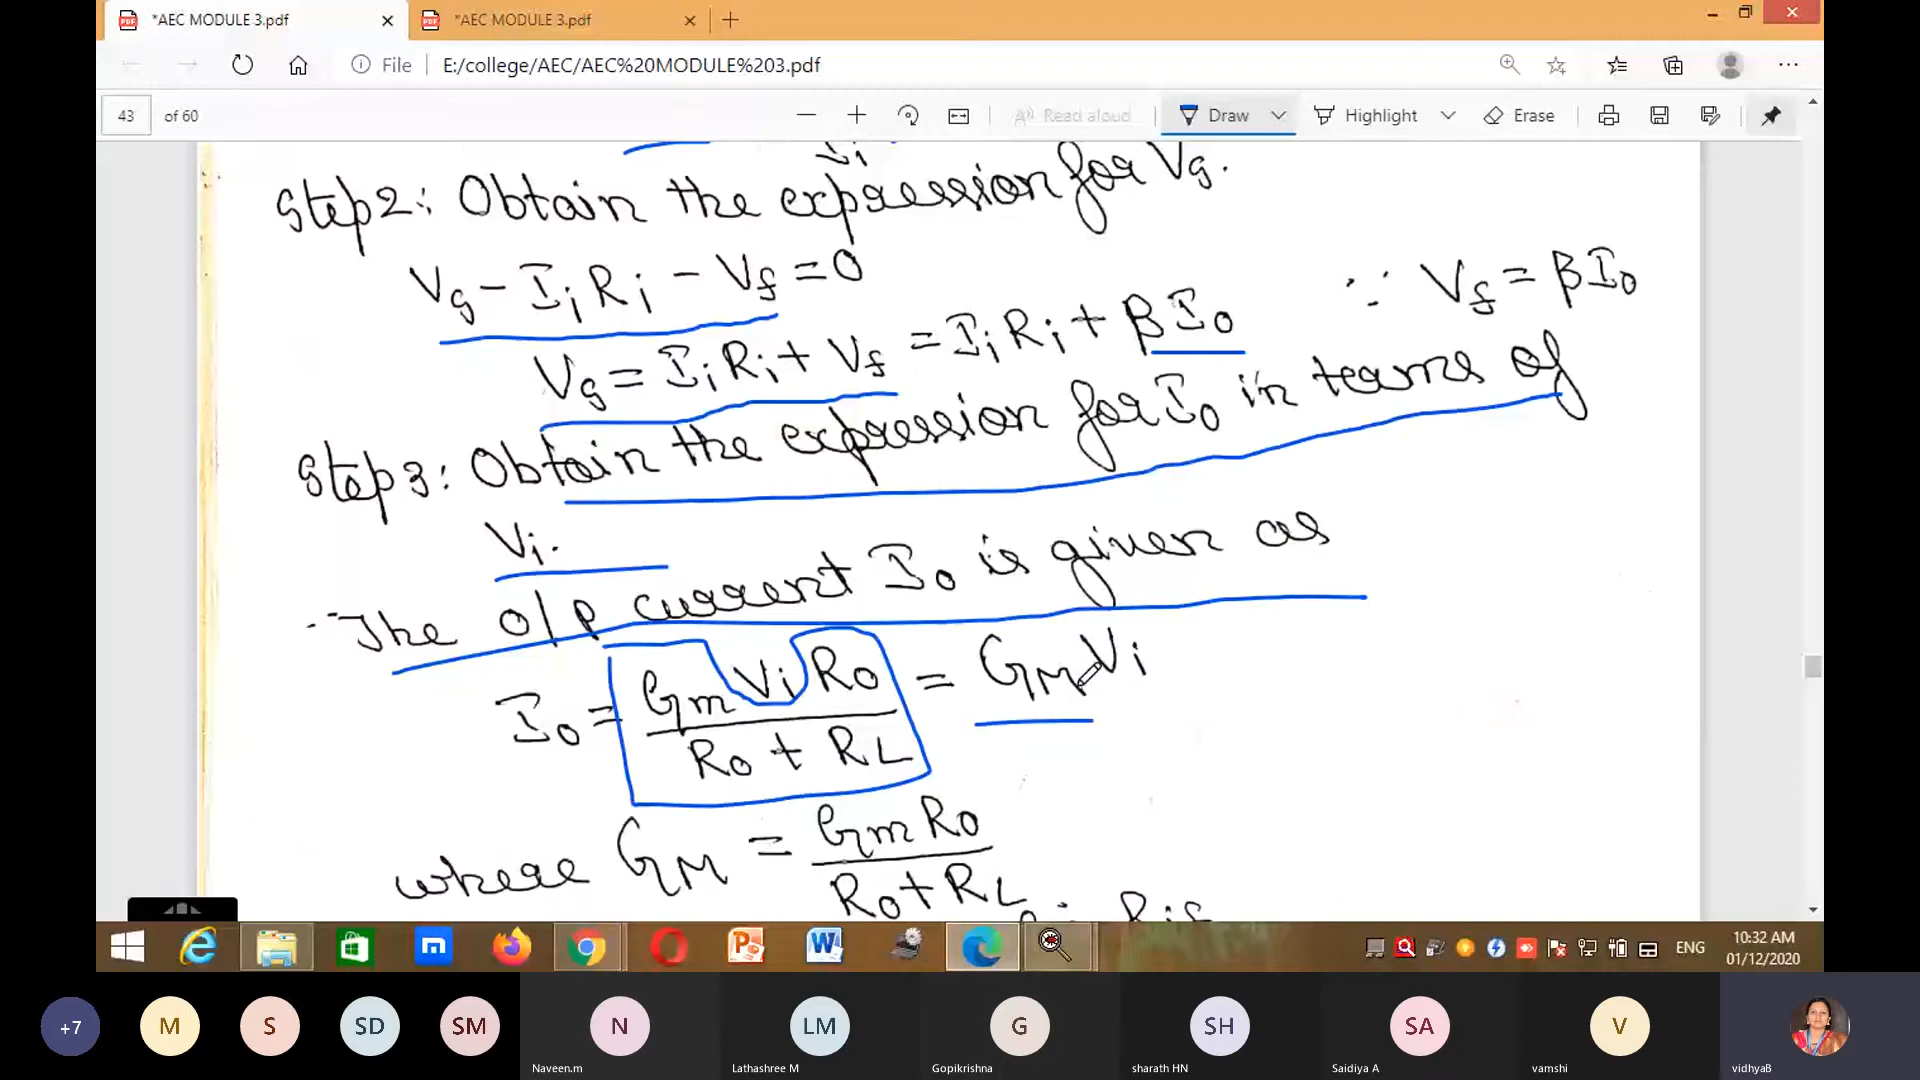 *AEC MODULE 3.pdf
*AEC MODULE 3.pdf
File
E:/college/AEC/AEC%20MODULE%203.pdf
43 of 60
Read aloud
Draw
Highlight
Erase
Step2: Obtain the expression for Vs.
Vs - IiRi - Vf = 0
∵ Vf = βIo
Vs = IiRi + Vf = IiRi + βIo
Step3: Obtain the expression for Io in terms of
Vi.
The o/p current Io is given as
Io = GmViRo / Ro + RL = GMVi
where GM = GmRo / Ro+RL
ENG
10:32 AM
01/12/2020
+7
M
S
SD
SM
N
LM
G
SH
SA
V
Naveen.m
Lathashree M
Gopikrishna
sharath HN
Saidiya A
vamshi
vidhyaB